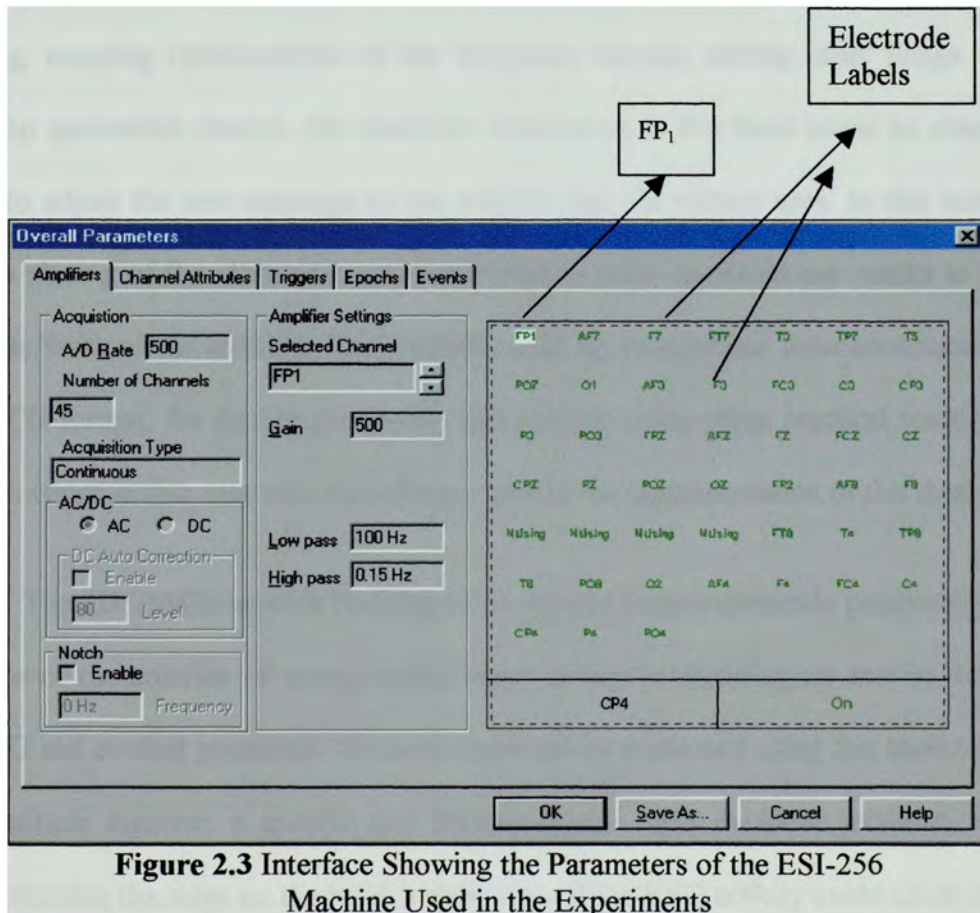 Electrode
Labels
FP1
Overall Parameters
Amplifiers Channel Attributes Triggers Epochs Events
Acquistion
A/D Rate 500
Number of Channels
45
Acquisition Type
Continuous
AC/DC
AC DC
DC Auto Correction
Enable
80 Level
Notch
Enable
0 Hz Frequency
Amplifier Settings
Selected Channel
FP1
Gain 500
Low pass 100 Hz
High pass 0.15 Hz
FP1 AF7 F7 FT7 T3 TP7 T5
PO7 O1 AF3 F3 FC3 C3 CP3
P3 PO3 FPZ AFZ FZ FCZ CZ
CPZ PZ POZ OZ FP2 AF8 F8
NUsing NUsing NUsing NUsing FT8 T4 TP8
T6 PO8 O2 AF4 F4 FC4 C4
CP4 P4 PO4
CP4 On
OK Save As... Cancel Help
Figure 2.3 Interface Showing the Parameters of the ESI-256
Machine Used in the Experiments